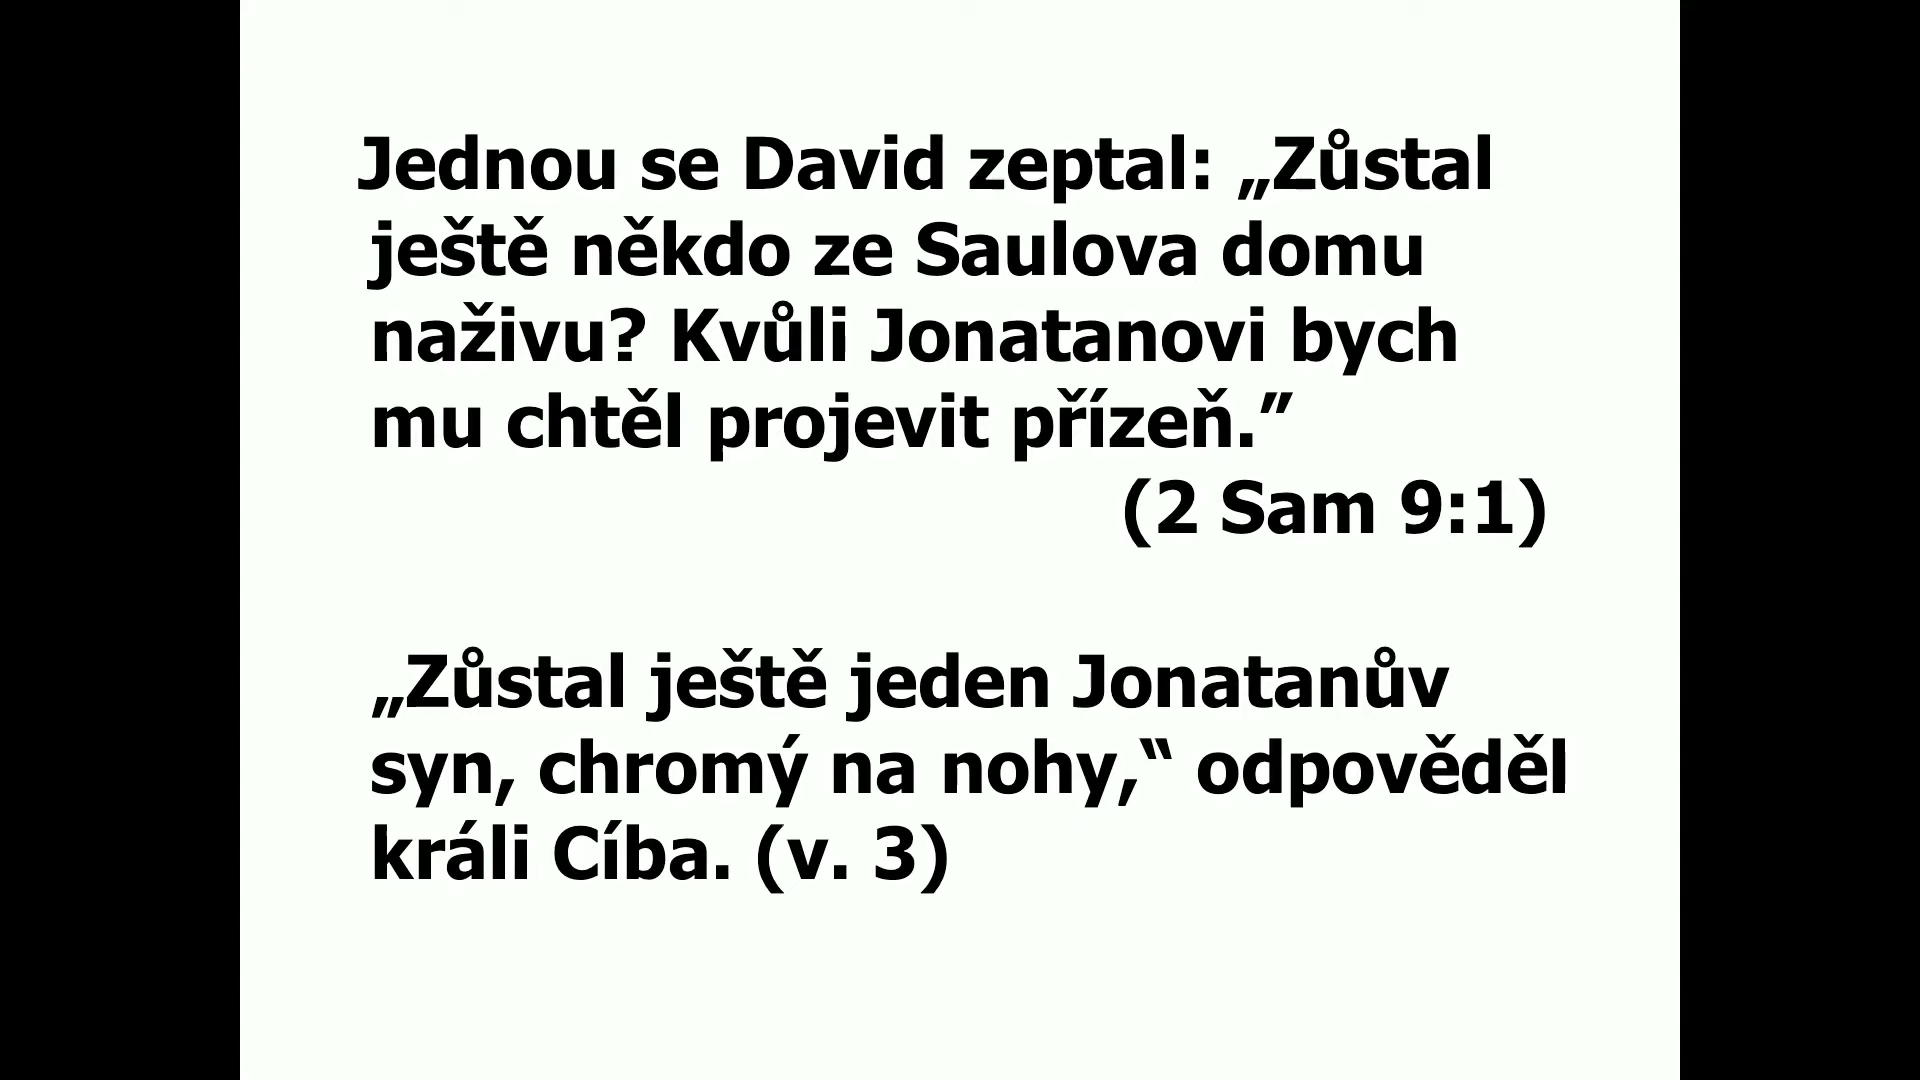 Jednou se David zeptal: „Zůstal
ještě někdo ze Saulova domu
naživu? Kvůli Jonatanovi bych
mu chtěl projevit přízeň.”
(2 Sam 9:1)
„Zůstal ještě jeden Jonatanův
syn, chromý na nohy,“ odpověděl
králi Cíba. (v. 3)